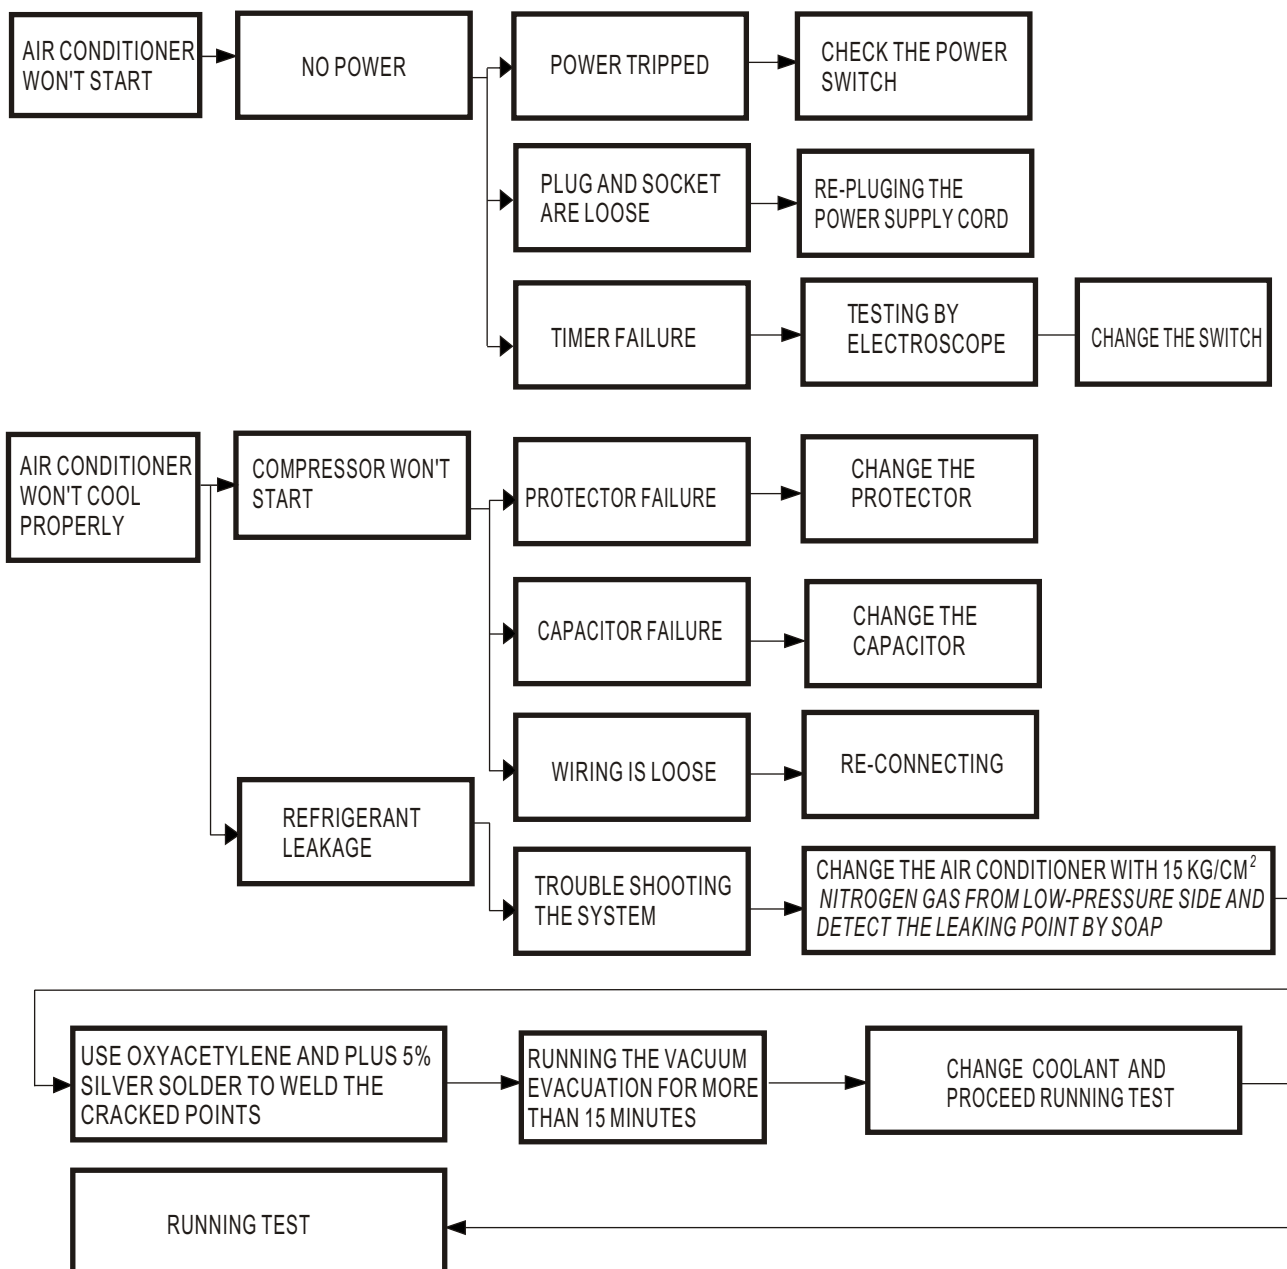 AIR CONDITIONER
WON'T START
NO POWER
POWER TRIPPED
CHECK THE POWER
SWITCH
PLUG AND SOCKET
ARE LOOSE
RE-PLUGING THE
POWER SUPPLY CORD
TIMER FAILURE
TESTING BY
ELECTROSCOPE
CHANGE THE SWITCH
AIR CONDITIONER
WON'T COOL
PROPERLY
COMPRESSOR WON'T
START
PROTECTOR FAILURE
CHANGE THE
PROTECTOR
CAPACITOR FAILURE
CHANGE THE
CAPACITOR
WIRING IS LOOSE
RE-CONNECTING
REFRIGERANT
LEAKAGE
TROUBLE SHOOTING
THE SYSTEM
CHANGE THE AIR CONDITIONER WITH 15 KG/CM²
NITROGEN GAS FROM LOW-PRESSURE SIDE AND
DETECT THE LEAKING POINT BY SOAP
USE OXYACETYLENE AND PLUS 5%
SILVER SOLDER TO WELD THE
CRACKED POINTS
RUNNING THE VACUUM
EVACUATION FOR MORE
THAN 15 MINUTES
CHANGE COOLANT AND
PROCEED RUNNING TEST
RUNNING TEST